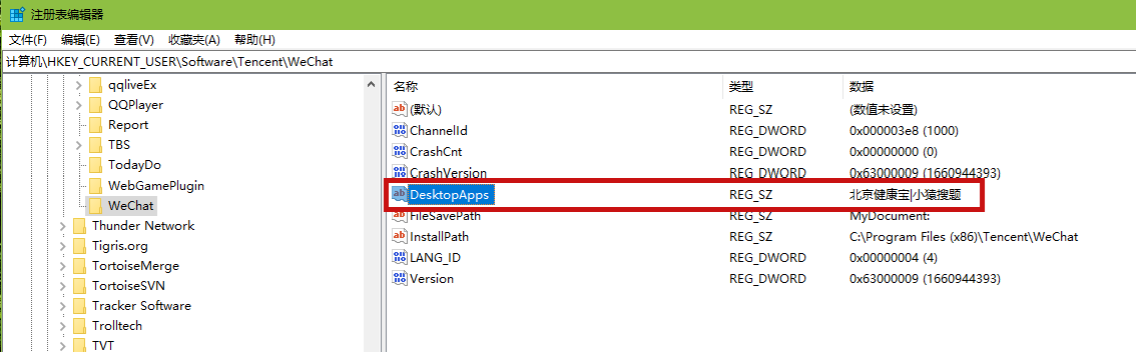 注册表编辑器
文件(F) 编辑(E) 查看(V) 收藏夹(A) 帮助(H)
计算机\HKEY_CURRENT_USER\Software\Tencent\WeChat
qqliveEx
QQPlayer
Report
TBS
TodayDo
WebGamePlugin
WeChat
Thunder Network
Tigris.org
TortoiseMerge
TortoiseSVN
Tracker Software
Trolltech
TVT
名称 类型 数据
(默认) REG_SZ (数值未设置)
ChannelId REG_DWORD 0x000003e8 (1000)
CrashCnt REG_DWORD 0x00000000 (0)
CrashVersion REG_DWORD 0x63000009 (1660944393)
DesktopApps REG_SZ 北京健康宝|小猿搜题
FileSavePath REG_SZ MyDocument:
InstallPath REG_SZ C:\Program Files (x86)\Tencent\WeChat
LANG_ID REG_DWORD 0x00000004 (4)
Version REG_DWORD 0x63000009 (1660944393)